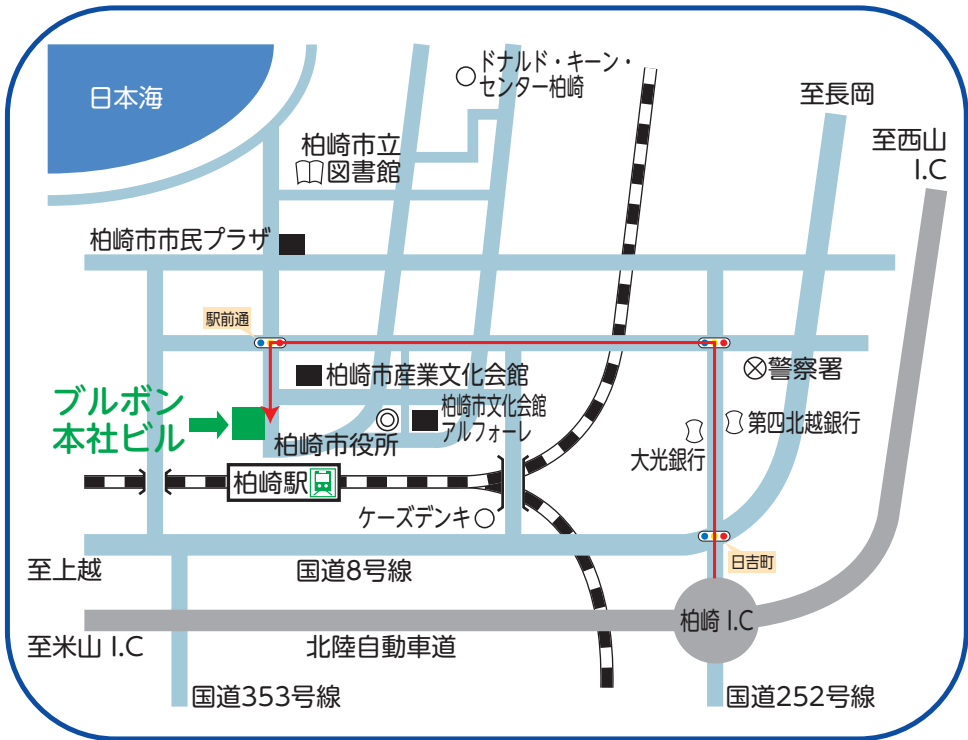 ドナルド・キーン・
センター柏崎
日本海
至長岡
至西山
I.C
柏崎市立
図書館
柏崎市市民プラザ
駅前通
警察署
柏崎市産業文化会館
ブルボン
本社ビル
柏崎市文化会館
アルフォーレ
第四北越銀行
柏崎市役所
大光銀行
柏崎駅
ケーズデンキ
日吉町
至上越
国道8号線
柏崎 I.C
至米山 I.C
北陸自動車道
国道353号線
国道252号線